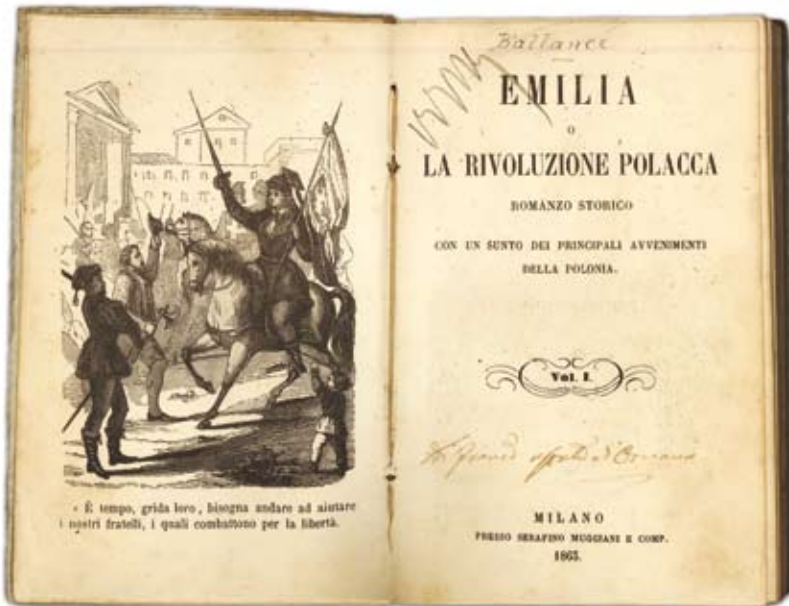 « È tempo, grida loro, bisogna andare ad aiutare
i nostri fratelli, i quali combattono per la libertà.
Ballance
EMILIA
O
LA RIVOLUZIONE POLACCA
ROMANZO STORICO
CON UN SUNTO DEI PRINCIPALI AVVENIMENTI
DELLA POLONIA.
Vol. I.
MILANO
PRESSO SERAFINO MUGGIANI E COMP.
1863.